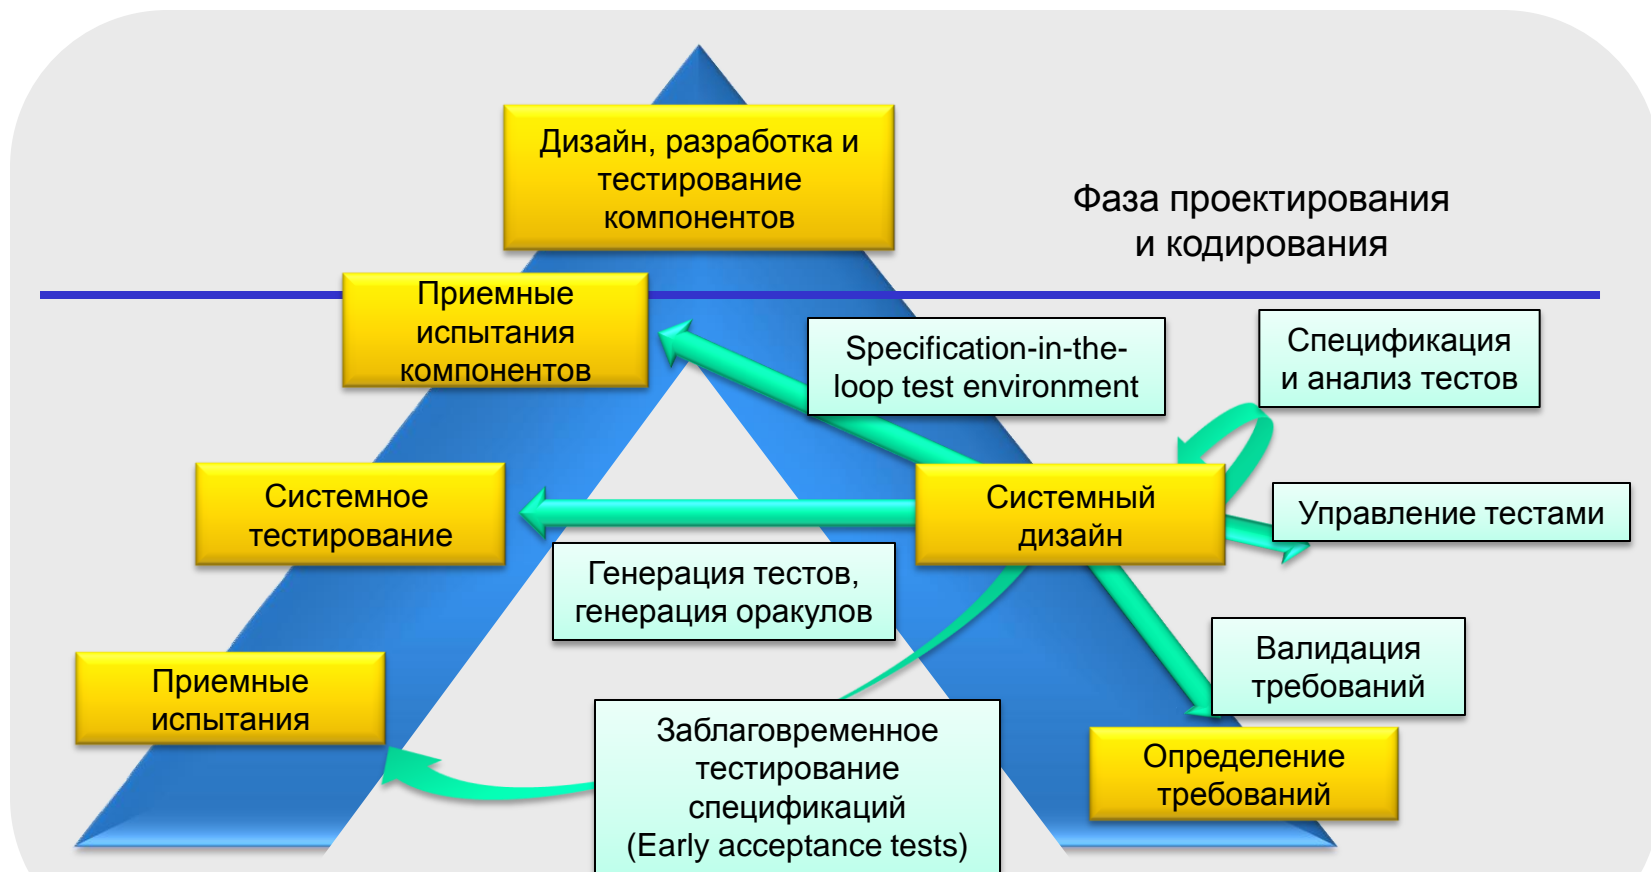 Дизайн, разработка и
тестирование
компонентов
Фаза проектирования
и кодирования
Приемные
испытания
компонентов
Specification-in-the-
loop test environment
Спецификация
и анализ тестов
Системное
тестирование
Системный
дизайн
Управление тестами
Генерация тестов,
генерация оракулов
Валидация
требований
Приемные
испытания
Заблаговременное
тестирование
спецификаций
(Early acceptance tests)
Определение
требований